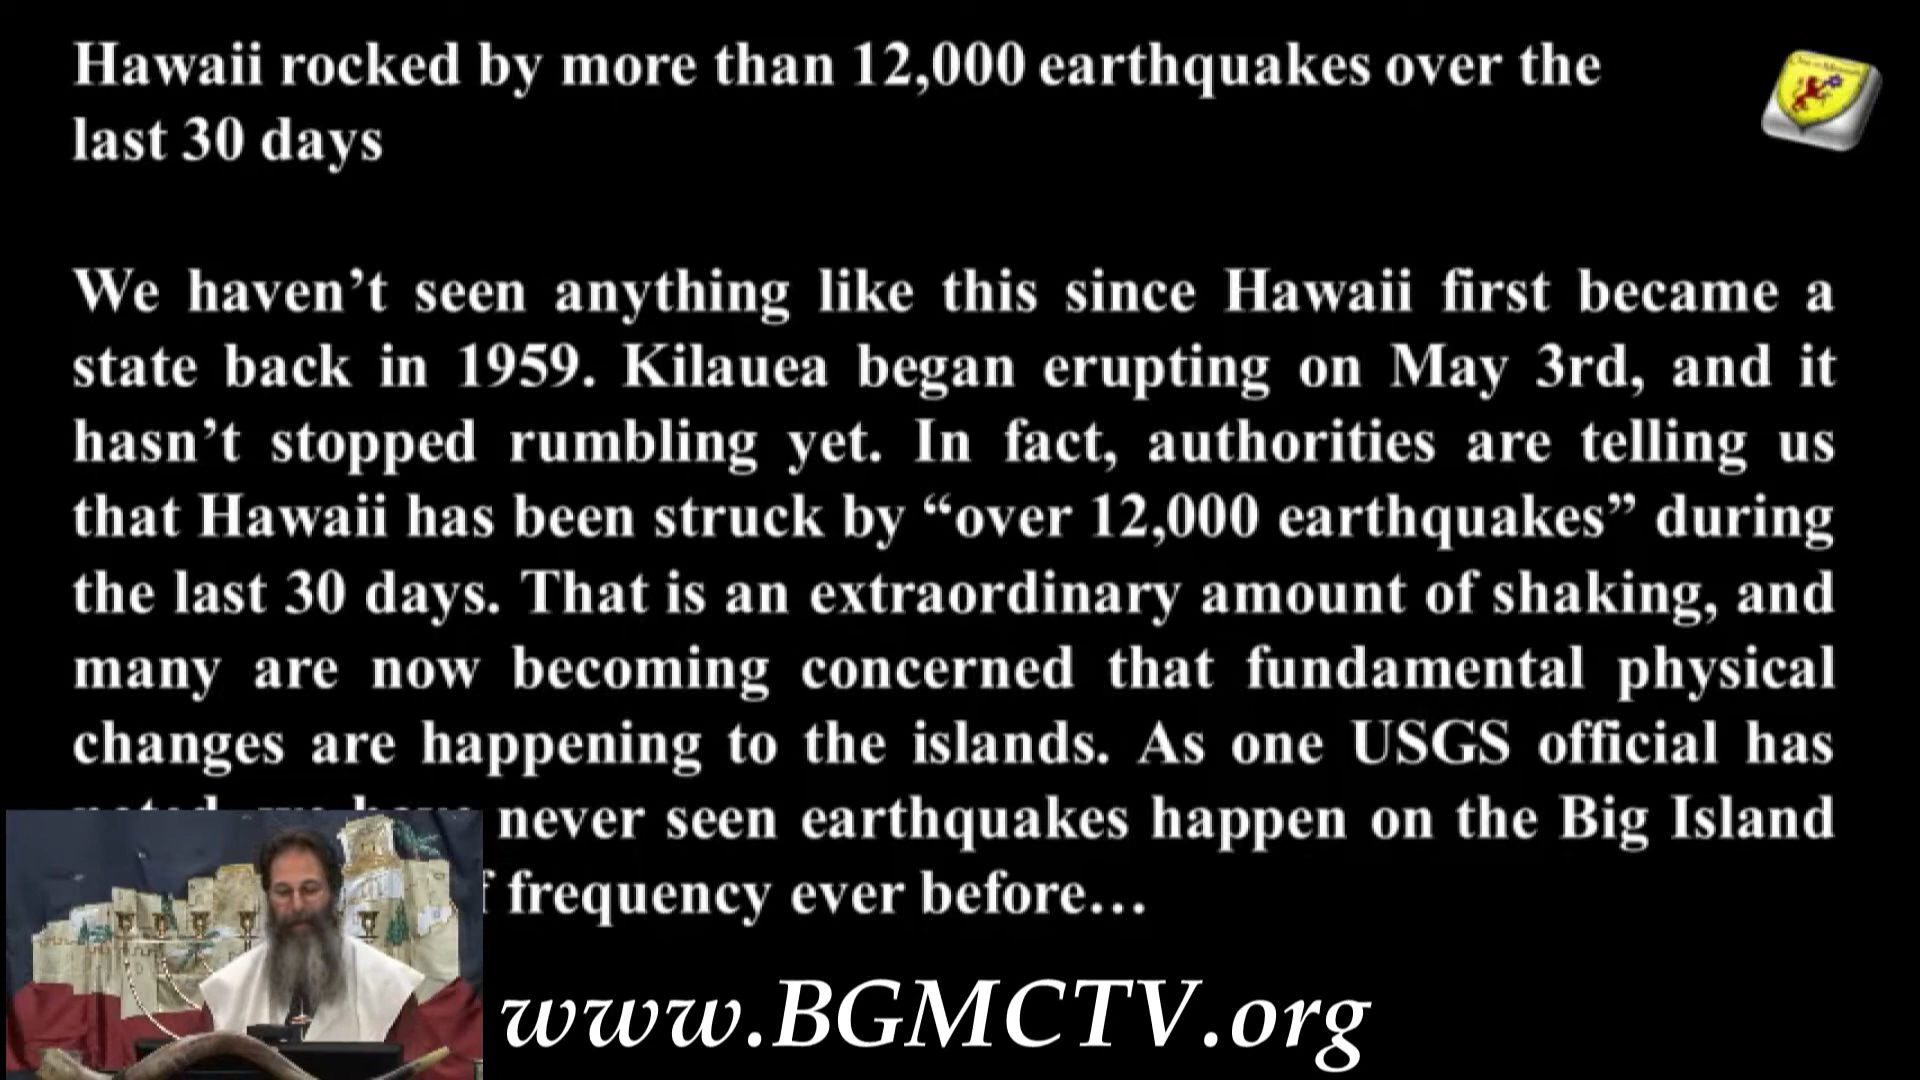 Hawaii rocked by more than 12,000 earthquakes over the
last 30 days
We haven’t seen anything like this since Hawaii first became a
state back in 1959. Kilauea began erupting on May 3rd, and it
hasn’t stopped rumbling yet. In fact, authorities are telling us
that Hawaii has been struck by “over 12,000 earthquakes” during
the last 30 days. That is an extraordinary amount of shaking, and
many are now becoming concerned that fundamental physical
changes are happening to the islands. As one USGS official has
never seen earthquakes happen on the Big Island
frequency ever before…
www.BGMCTV.org